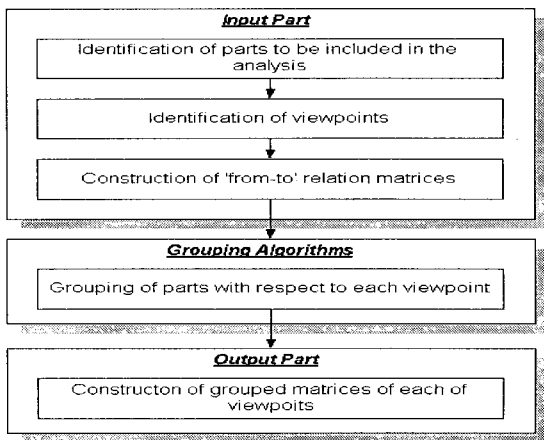 Input Part
Identification of parts to be included in the
analysis
Identification of viewpoints
Construction of 'from-to' relation matrices
Grouping Algorithms
Grouping of parts with respect to each viewpoint
Output Part
Constructon of grouped matrices of each of
viewpoits